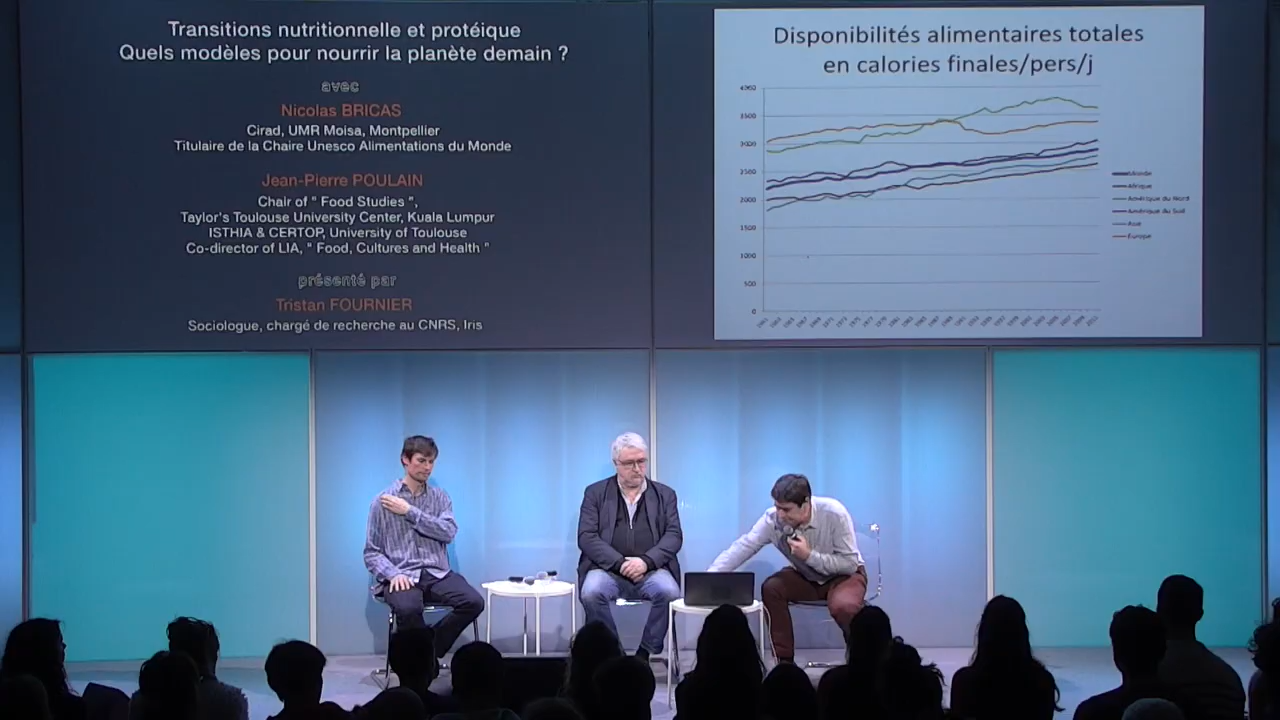 Transitions nutritionnelle et protéique
Quels modèles pour nourrir la planète demain ?
avec
Nicolas BRICAS
Cirad, UMR Moisa, Montpellier
Titulaire de la Chaire Unesco Alimentations du Monde
Jean-Pierre POULAIN
Chair of " Food Studies ",
Taylor's Toulouse University Center, Kuala Lumpur
ISTHIA & CERTOP, University of Toulouse
Co-director of LIA, " Food, Cultures and Health "
présenté par
Tristan FOURNIER
Sociologue, chargé de recherche au CNRS, Iris
Disponibilités alimentaires totales
en calories finales/pers/j
4000
3500
3000
2500
2000
1500
1000
500
0
Monde
Afrique
Amérique du Nord
Amérique du Sud
Asie
Europe